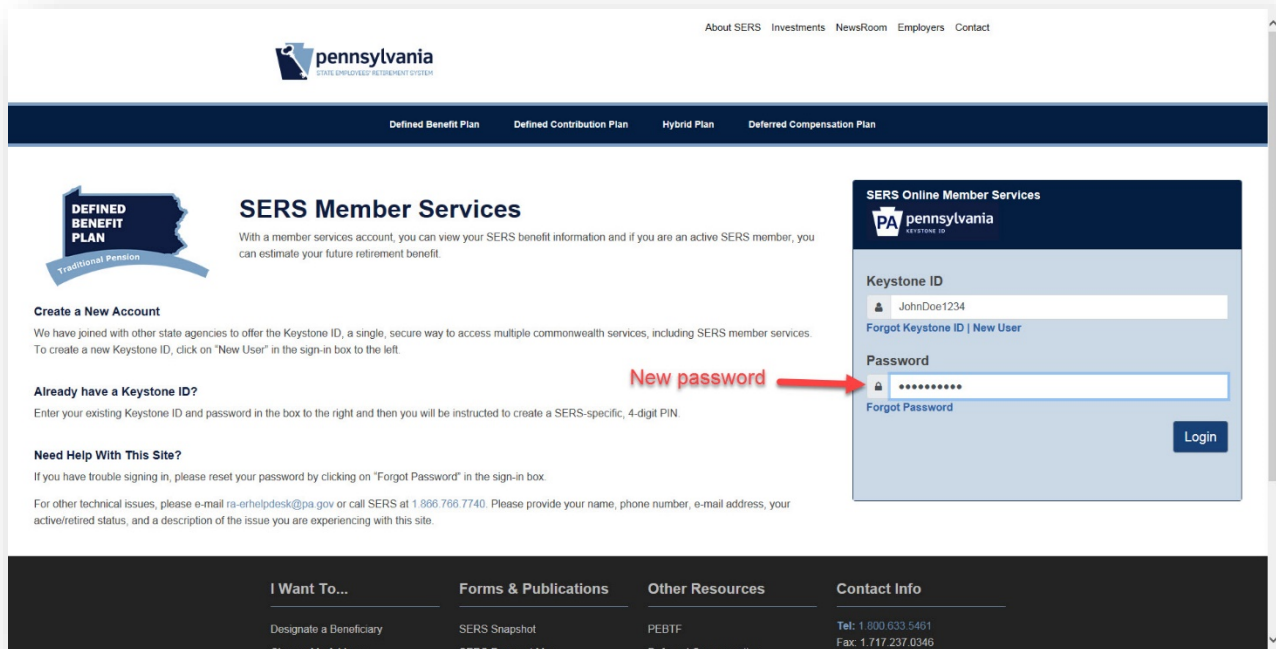 About SERS Investments NewsRoom Employers Contact
pennsylvania
STATE EMPLOYEES' RETIREMENT SYSTEM
Defined Benefit Plan Defined Contribution Plan Hybrid Plan Deferred Compensation Plan
DEFINED
BENEFIT
PLAN
Traditional Pension
SERS Member Services
With a member services account, you can view your SERS benefit information and if you are an active SERS member, you
can estimate your future retirement benefit.
Create a New Account
We have joined with other state agencies to offer the Keystone ID, a single, secure way to access multiple commonwealth services, including SERS member services.
To create a new Keystone ID, click on "New User" in the sign-in box to the left.
Already have a Keystone ID?
Enter your existing Keystone ID and password in the box to the right and then you will be instructed to create a SERS-specific, 4-digit PIN.
Need Help With This Site?
If you have trouble signing in, please reset your password by clicking on "Forgot Password" in the sign-in box.
For other technical issues, please e-mail ra-erhelpdesk@pa.gov or call SERS at 1.866.766.7740. Please provide your name, phone number, e-mail address, your
active/retired status, and a description of the issue you are experiencing with this site.
SERS Online Member Services
PA pennsylvania
KEYSTONE ID
Keystone ID
JohnDoe1234
Forgot Keystone ID | New User
Password
New password
••••••••••
Forgot Password
Login
I Want To... Forms & Publications Other Resources Contact Info
Designate a Beneficiary SERS Snapshot PEBTF Tel: 1.800.633.5461
Fax: 1.717.237.0346